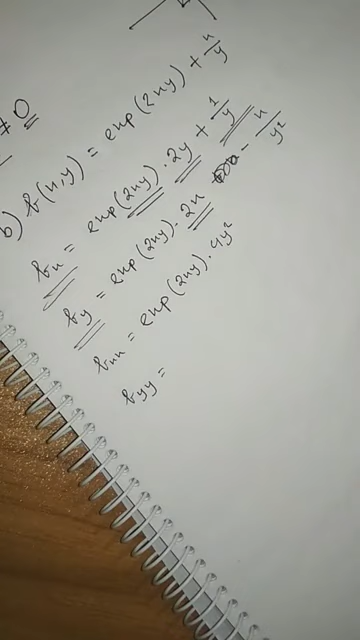 ≠ 0
b) f(x,y) = exp(2xy) + x/y
fx = exp(2xy) · 2y + 1/y
fy = exp(2xy) · 2x - x/y²
fxx = exp(2xy) · 4y²
fyy =